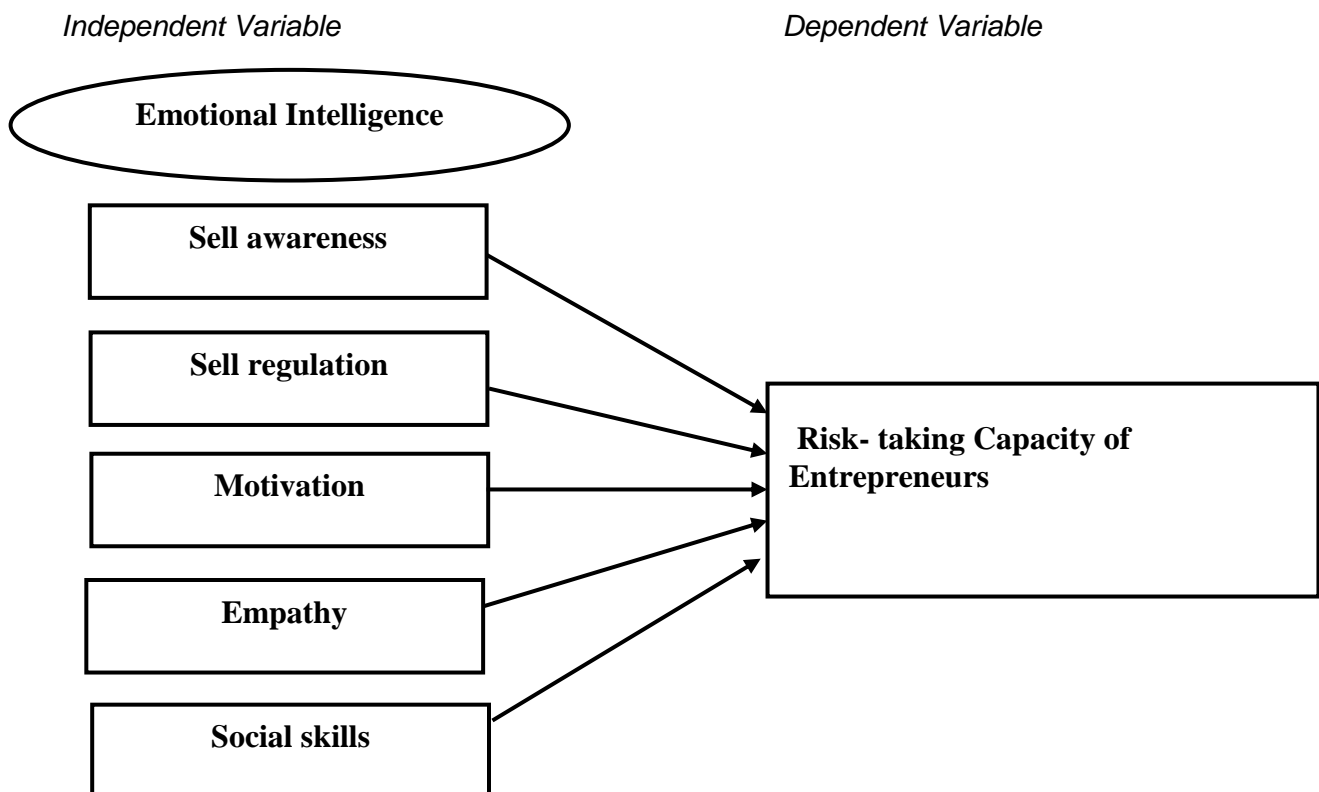 Independent Variable
Dependent Variable
Emotional Intelligence
Sell awareness
Sell regulation
Motivation
Empathy
Social skills
Risk- taking Capacity of
Entrepreneurs